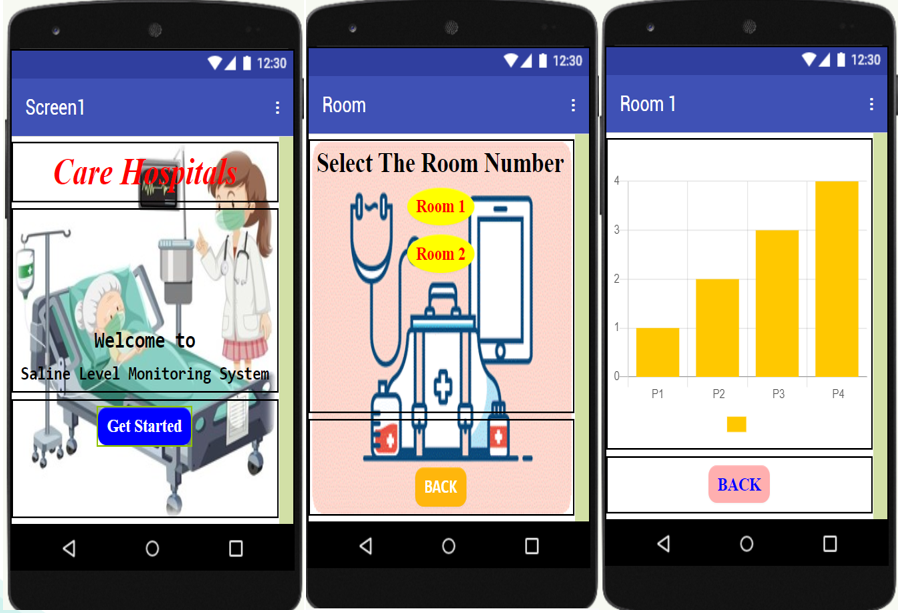 12:30
Screen1
Care Hospitals
Welcome to
Saline Level Monitoring System
Get Started
12:30
Room
Select The Room Number
Room 1
Room 2
BACK
12:30
Room 1
4
3
2
1
0
P1 P2 P3 P4
BACK